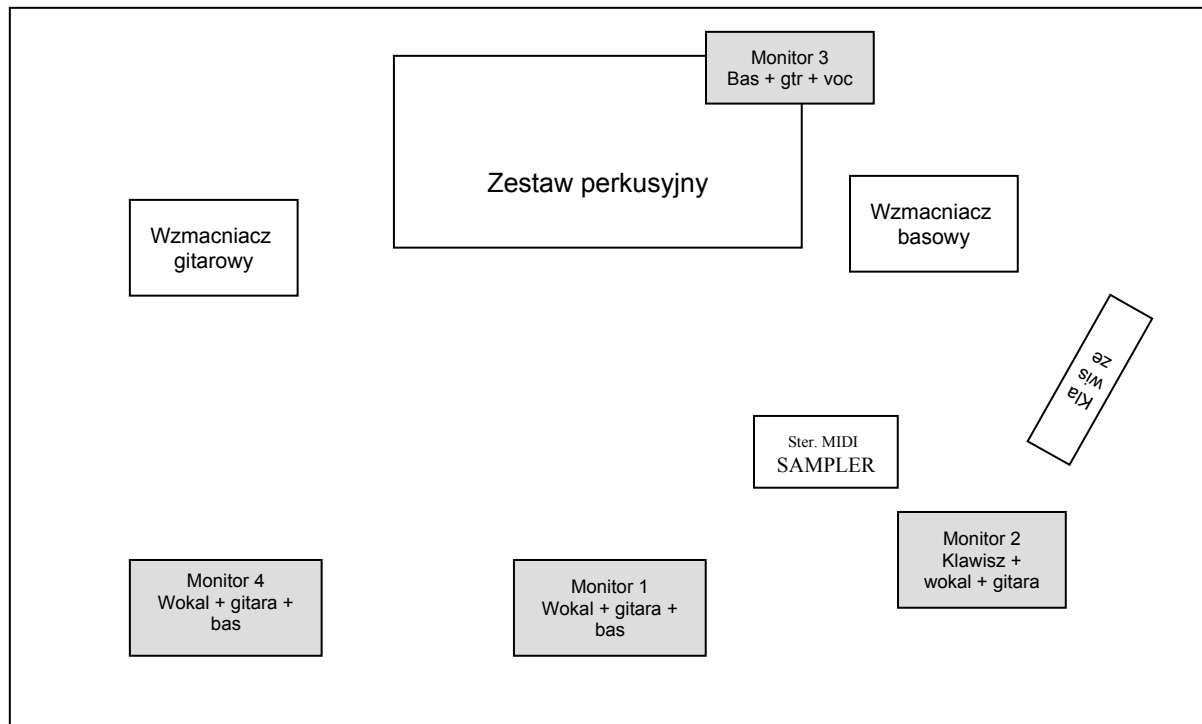 Monitor 3
Bas + gtr + voc
Zestaw perkusyjny
Wzmacniacz
gitarowy
Wzmacniacz
basowy
Kla
wis
ze
Ster. MIDI
SAMPLER
Monitor 2
Klawisz +
wokal + gitara
Monitor 4
Wokal + gitara +
bas
Monitor 1
Wokal + gitara +
bas